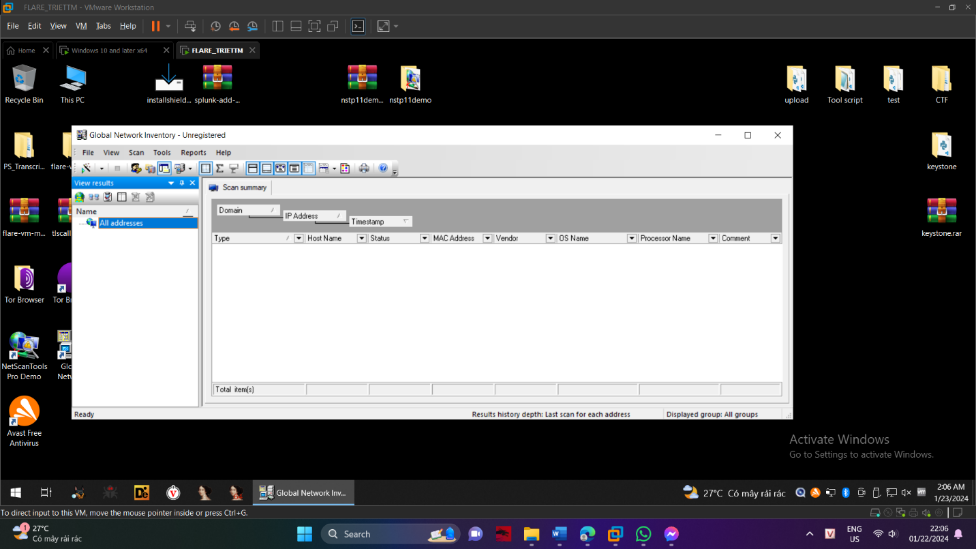 FLARE_TRIETTM - VMware Workstation
File Edit View VM Tabs Help
Home
Windows 10 and later x64
FLARE_TRIETTM
Recycle Bin
This PC
installshield...
splunk-add-...
nstp11dem...
nstp11demo
upload
Tool script
test
CTF
Global Network Inventory - Unregistered
File View Scan Tools Reports Help
PS_Transcri...
flare-v
keystone
View results
Scan summary
Name
All addresses
Domain
IP Address
Timestamp
Type Host Name Status MAC Address Vendor OS Name Processor Name Comment
flare-vm-m...
tlscall
keystone.rar
Tor Browser
Tor Bro
NetScanTools
Pro Demo
Glo
Netw
Total item(s)
Ready
Results history depth: Last scan for each address
Displayed group: All groups
Avast Free
Antivirus
Activate Windows
Go to Settings to activate Windows.
Global Network Inv...
27°C Có mây rải rác
2:06 AM
1/23/2024
To direct input to this VM, move the mouse pointer inside or press Ctrl+G.
1
27°C
Có mây rải rác
Search
ENG
US
22:06
01/22/2024